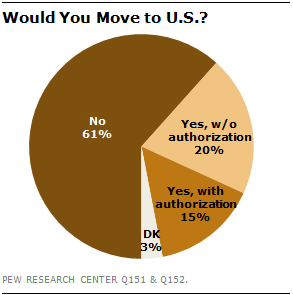 Would You Move to U.S.?
No
61%
Yes, w/o
authorization
20%
Yes, with
authorization
15%
DK
3%
PEW RESEARCH CENTER Q151 & Q152.